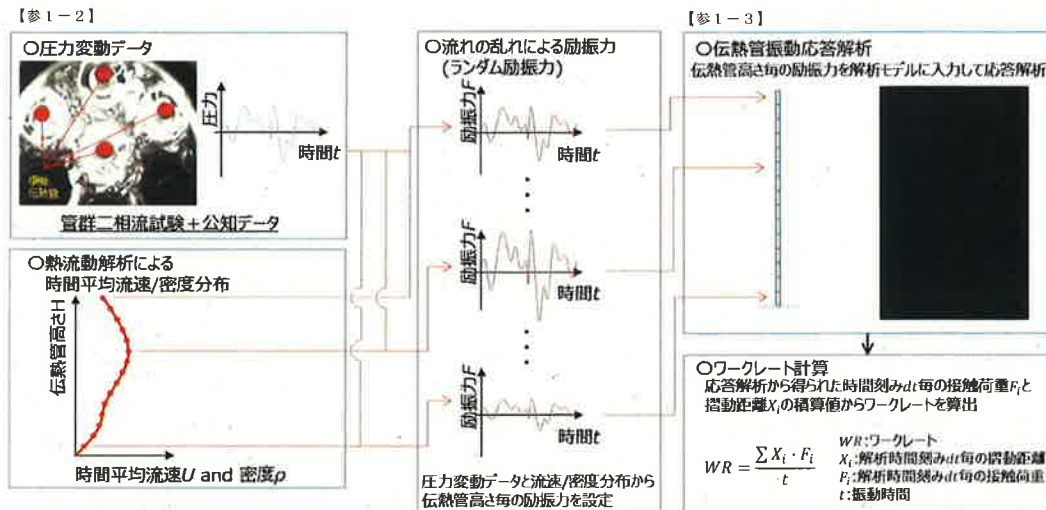 【参1-2】
○圧力変動データ
圧力
時間t
伝熱管
管群二相流試験+公知データ
○熱流動解析による
時間平均流速/密度分布
伝熱管高さH
時間平均流速U and 密度ρ
○流れの乱れによる励振力
(ランダム励振力)
励振力F
時間t
励振力F
時間t
励振力F
時間t
圧力変動データと流速/密度分布から
伝熱管高さ毎の励振力を設定
【参1-3】
○伝熱管振動応答解析
伝熱管高さ毎の励振力を解析モデルに入力して応答解析
○ワークレート計算
応答解析から得られた時間刻みdt毎の接触荷重F_iと
摺動距離X_iの積算値からワークレートを算出
WR = ∑ X_i · F_i / t
WR:ワークレート
X_i:解析時間刻みdt毎の摺動距離
F_i:解析時間刻みdt毎の接触荷重
t:振動時間